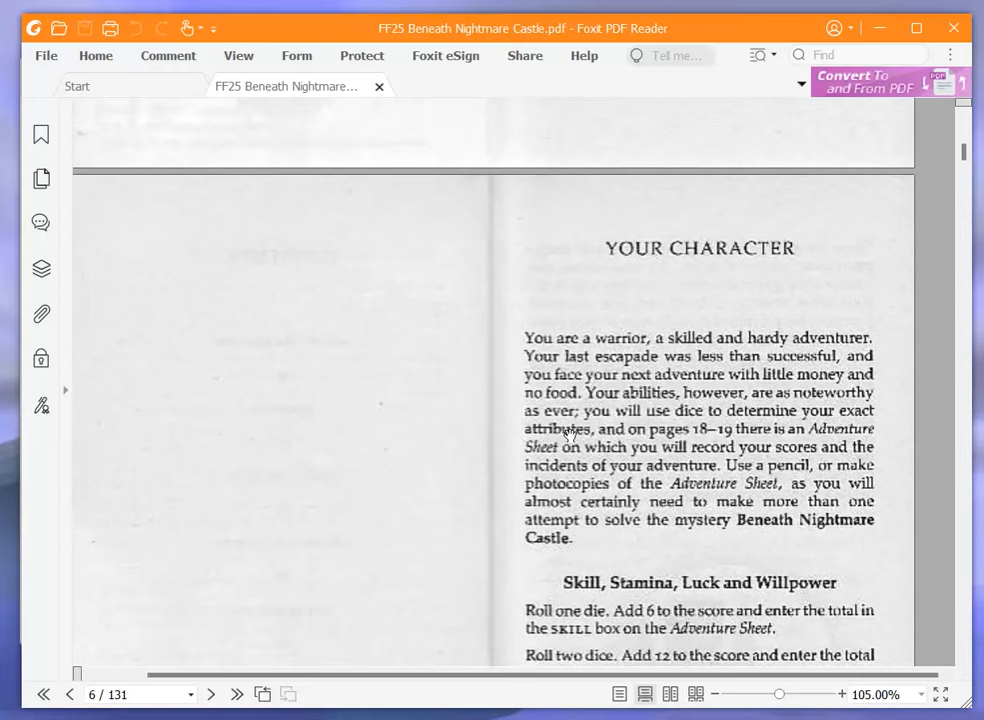 FF25 Beneath Nightmare Castle.pdf - Foxit PDF Reader
File Home Comment View Form Protect Foxit eSign Share Help Tell me... Find
Start FF25 Beneath Nightmare... Convert To and From PDF
PDF
YOUR CHARACTER
You are a warrior, a skilled and hardy adventurer.
Your last escapade was less than successful, and
you face your next adventure with little money and
no food. Your abilities, however, are as noteworthy
as ever; you will use dice to determine your exact
attributes, and on pages 18–19 there is an Adventure
Sheet on which you will record your scores and the
incidents of your adventure. Use a pencil, or make
photocopies of the Adventure Sheet, as you will
almost certainly need to make more than one
attempt to solve the mystery Beneath Nightmare
Castle.
Skill, Stamina, Luck and Willpower
Roll one die. Add 6 to the score and enter the total in
the SKILL box on the Adventure Sheet.
Roll two dice. Add 12 to the score and enter the total
6 / 131 105.00%